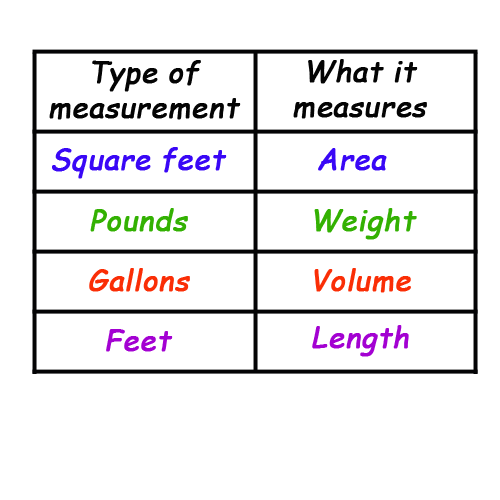 Type of
measurement
What it
measures
Square feet
Area
Pounds
Weight
Gallons
Volume
Feet
Length